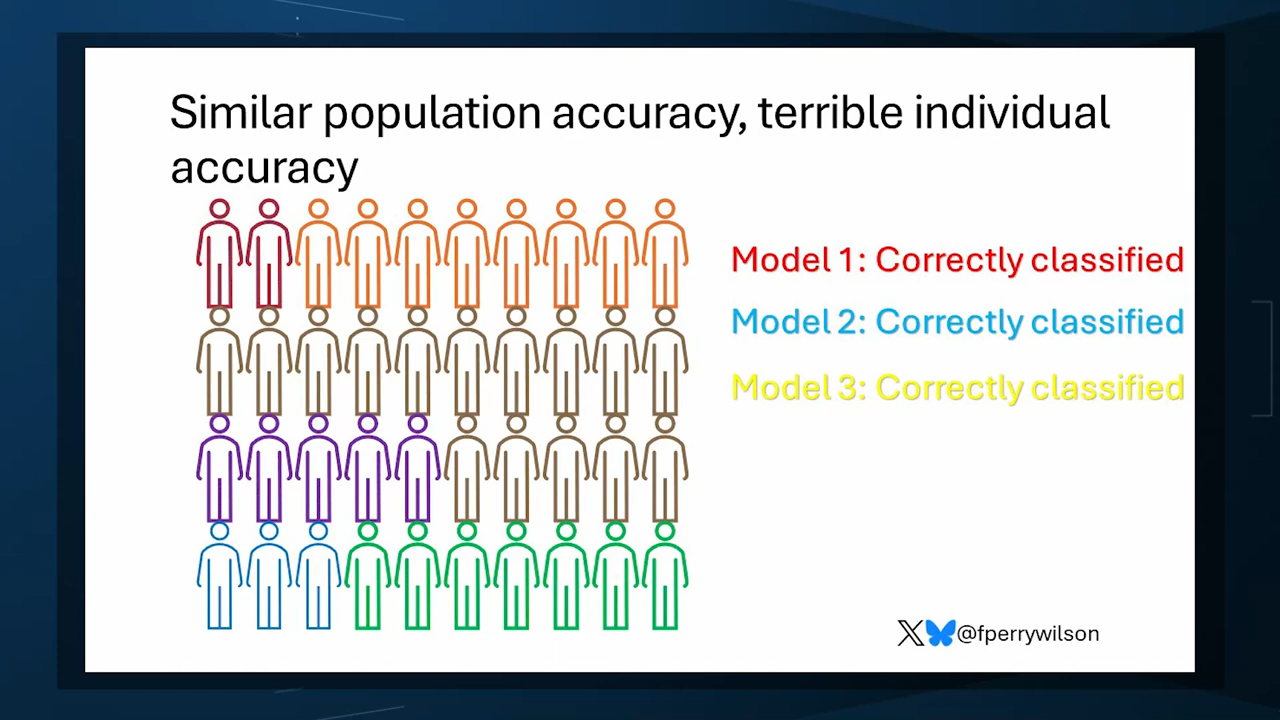 Similar population accuracy, terrible individual
accuracy
Model 1: Correctly classified
Model 2: Correctly classified
Model 3: Correctly classified
@fperrywilson